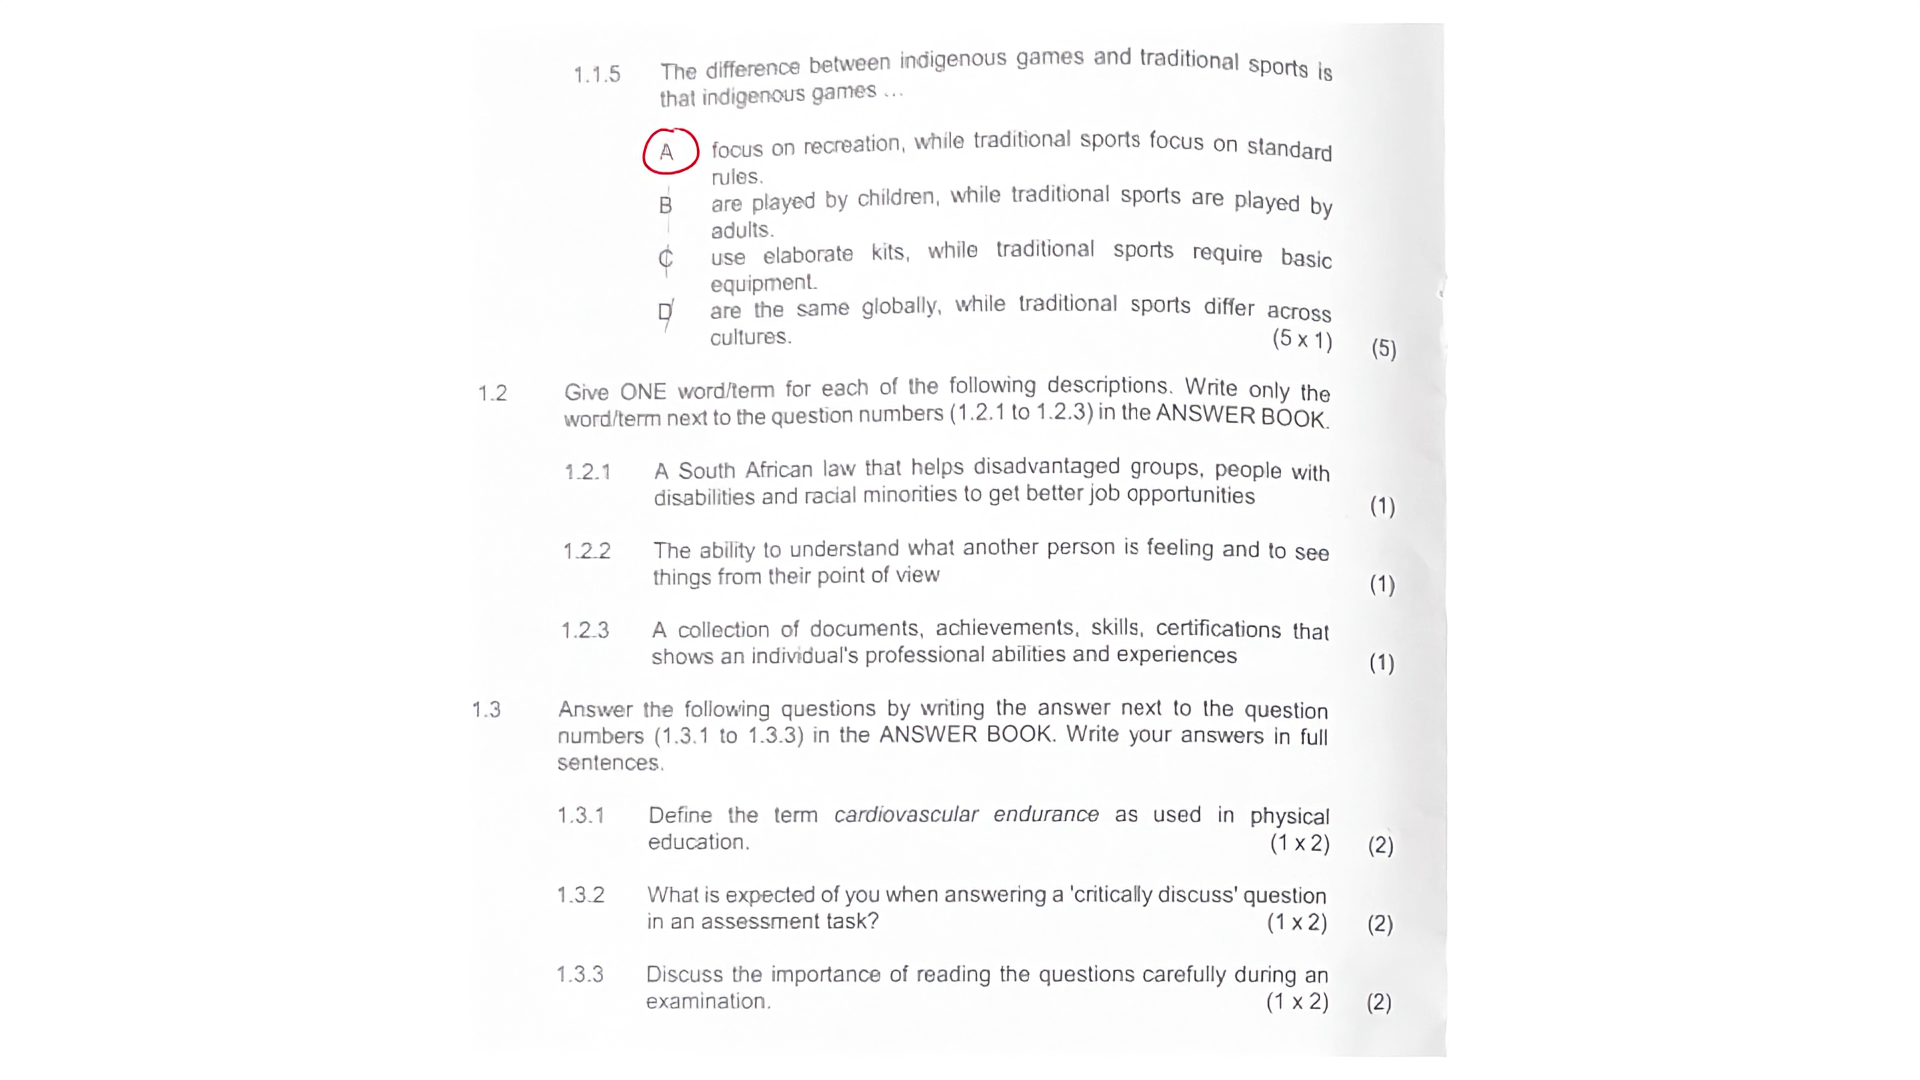 1.1.5 The difference between indigenous games and traditional sports is
that indigenous games ...
A focus on recreation, while traditional sports focus on standard
rules.
B are played by children, while traditional sports are played by
adults.
C use elaborate kits, while traditional sports require basic
equipment.
D are the same globally, while traditional sports differ across
cultures. (5 x 1) (5)
1.2 Give ONE word/term for each of the following descriptions. Write only the
word/term next to the question numbers (1.2.1 to 1.2.3) in the ANSWER BOOK.
1.2.1 A South African law that helps disadvantaged groups, people with
disabilities and racial minorities to get better job opportunities (1)
1.2.2 The ability to understand what another person is feeling and to see
things from their point of view (1)
1.2.3 A collection of documents, achievements, skills, certifications that
shows an individual's professional abilities and experiences (1)
1.3 Answer the following questions by writing the answer next to the question
numbers (1.3.1 to 1.3.3) in the ANSWER BOOK. Write your answers in full
sentences.
1.3.1 Define the term cardiovascular endurance as used in physical
education. (1 x 2) (2)
1.3.2 What is expected of you when answering a 'critically discuss' question
in an assessment task? (1 x 2) (2)
1.3.3 Discuss the importance of reading the questions carefully during an
examination. (1 x 2) (2)